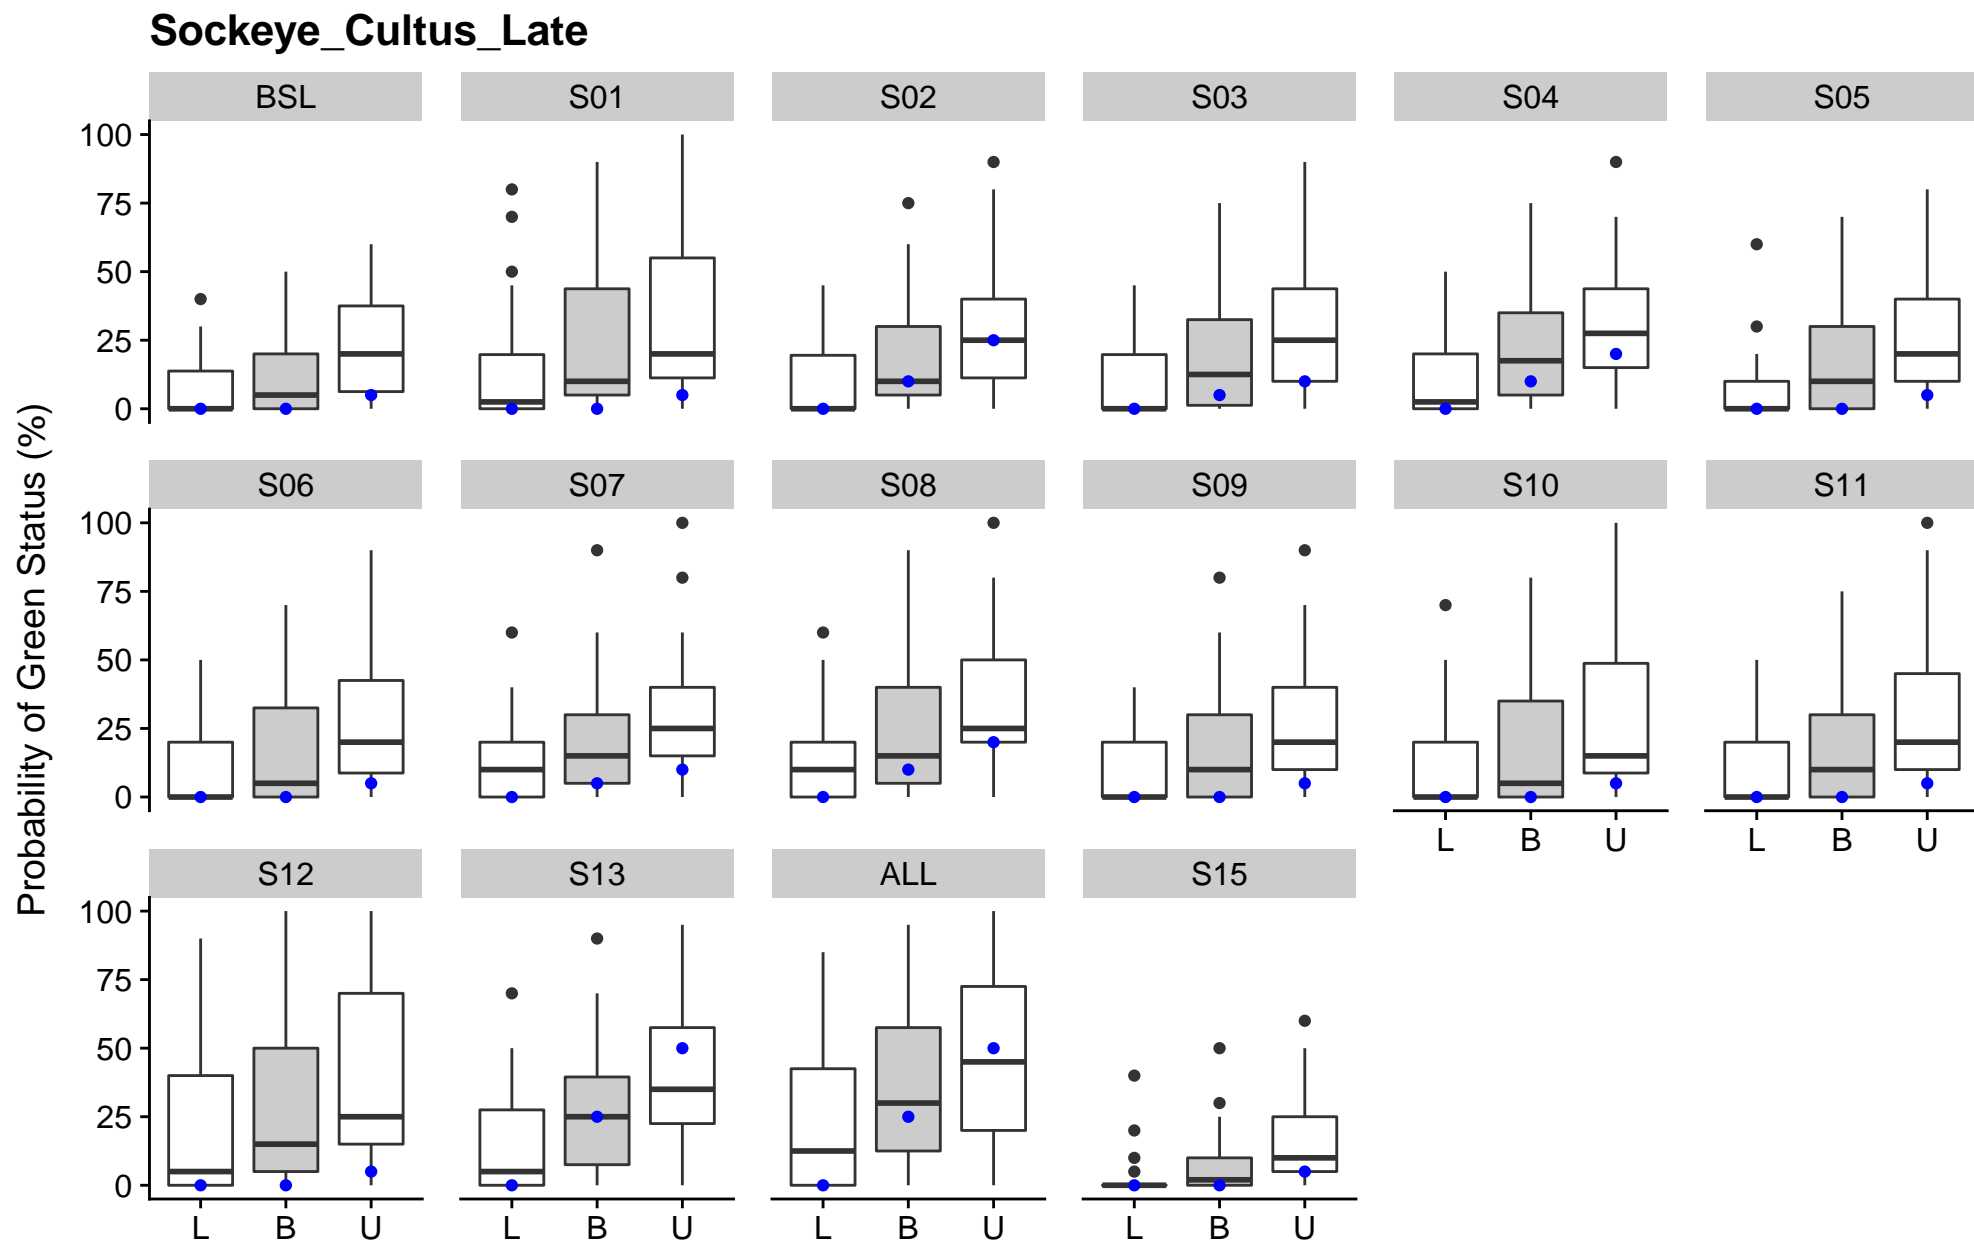 Sockeye_Cultus_Late
BSL S01 S02 S03 S04 S05
100
75
50
25
0
S06 S07 S08 S09 S10 S11
100
75
50
25
0
L B U L B U
S12 S13 ALL S15
100
75
50
25
0
L B U L B U L B U L B U
Probability of Green Status (%)